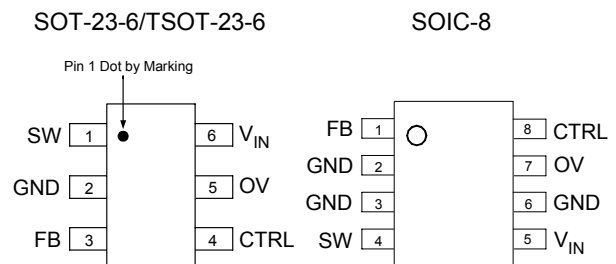 SOT-23-6/TSOT-23-6
Pin 1 Dot by Marking
SW 1 6 VIN
GND 2 5 OV
FB 3 4 CTRL
SOIC-8
FB 1 8 CTRL
GND 2 7 OV
GND 3 6 GND
SW 4 5 VIN